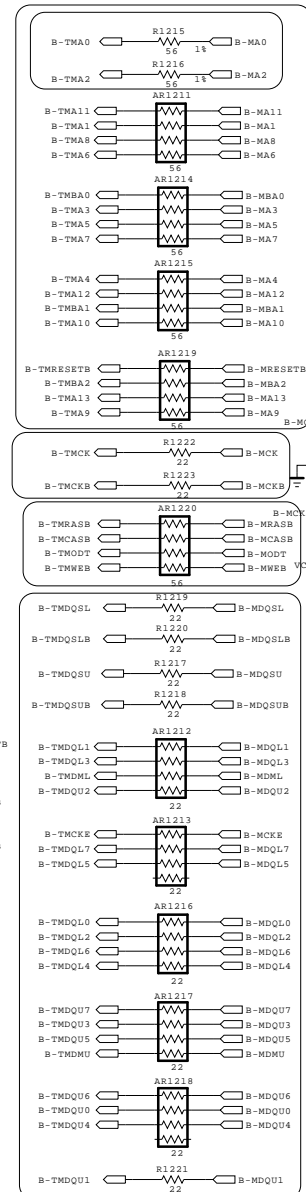 R1215
B-TMA0 B-MA0
56 1%
R1216
B-TMA2 B-MA2
56 1%
AR1211
B-TMA11 B-MA11
B-TMA1 B-MA1
B-TMA8 B-MA8
B-TMA6 B-MA6
56
AR1214
B-TMBA0 B-MBA0
B-TMA3 B-MA3
B-TMA5 B-MA5
B-TMA7 B-MA7
56
AR1215
B-TMA4 B-MA4
B-TMA12 B-MA12
B-TMBA1 B-MBA1
B-TMA10 B-MA10
56
AR1219
B-TMRESETB B-MRESETB
B-TMBA2 B-MBA2
B-TMA13 B-MA13
B-TMA9 B-MA9
56
R1222
B-TMCK B-MCK
22
R1223
B-TMCKB B-MCKB
22
AR1220
B-TMRASB B-MRASB
B-TMCASB B-MCASB
B-TMODT B-MODT
B-TMWEB B-MWEB
56
R1219
B-TMDQSL B-MDQSL
22
R1220
B-TMDQSLB B-MDQSLB
22
R1217
B-TMDQSU B-MDQSU
22
R1218
B-TMDQSUB B-MDQSUB
22
AR1212
B-TMDQL1 B-MDQL1
B-TMDQL3 B-MDQL3
B-TMDML B-MDML
B-TMDQU2 B-MDQU2
22
AR1213
B-TMCKE B-MCKE
B-TMDQL7 B-MDQL7
B-TMDQL5 B-MDQL5
22
AR1216
B-TMDQL0 B-MDQL0
B-TMDQL2 B-MDQL2
B-TMDQL6 B-MDQL6
B-TMDQL4 B-MDQL4
22
AR1217
B-TMDQU7 B-MDQU7
B-TMDQU3 B-MDQU3
B-TMDQU5 B-MDQU5
B-TMDMU B-MDMU
22
AR1218
B-TMDQU6 B-MDQU6
B-TMDQU0 B-MDQU0
B-TMDQU4 B-MDQU4
22
R1221
B-TMDQU1 B-MDQU1
22